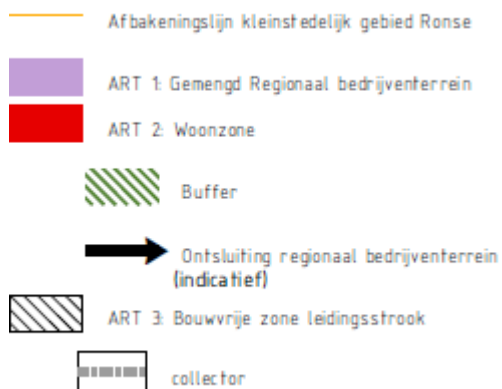 Afbakeningslijn kleinstedelijk gebied Ronse
ART 1: Gemengd Regionaal bedrijventerrein
ART 2: Woonzone
Buffer
Ontsluiting regionaal bedrijventerrein
(indicatief)
ART 3: Bouwvrije zone leidingsstrook
collector